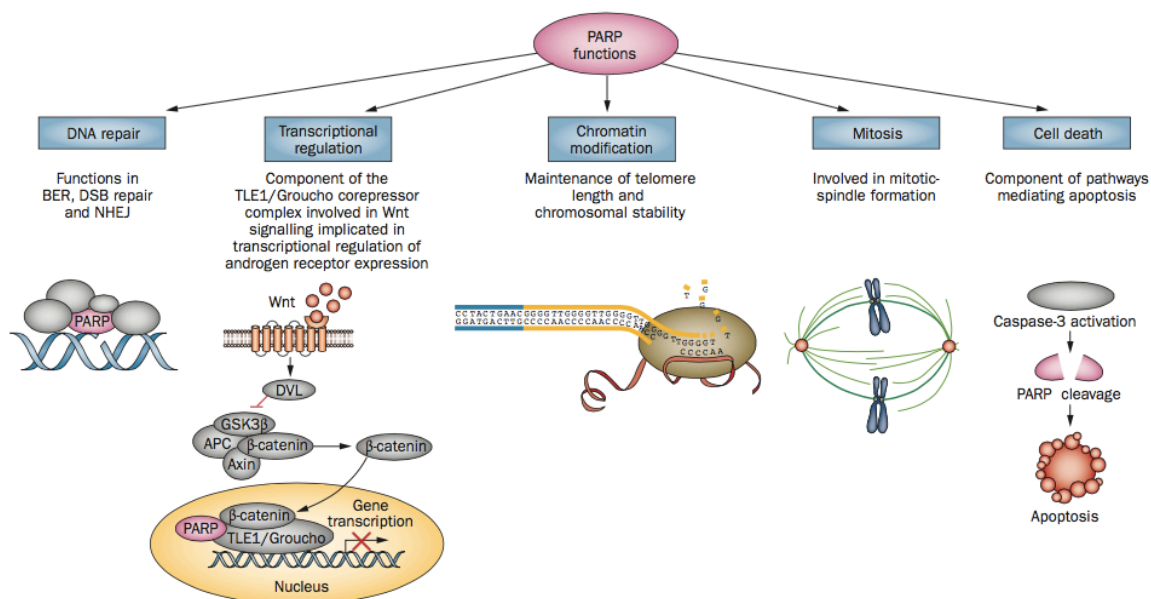 PARP
functions
DNA repair
Functions in
BER, DSB repair
and NHEJ
PARP
Transcriptional
regulation
Component of the
TLE1/Groucho corepressor
complex involved in Wnt
signalling implicated in
transcriptional regulation of
androgen receptor expression
Wnt
DVL
GSK3β
APC
β-catenin
Axin
β-catenin
β-catenin
Gene
transcription
PARP
TLE1/Groucho
Nucleus
Chromatin
modification
Maintenance of telomere
length and
chromosomal stability
T G
G
G
G
T
CCTACTGAACGGGGTTGGGGTTGGGGTTGGGGTTGGGGT
GGATGACTTGCCCCAACCCCAACCCCA
CCCCAA
Mitosis
Involved in mitotic-
spindle formation
Cell death
Component of pathways
mediating apoptosis
Caspase-3 activation
PARP cleavage
Apoptosis